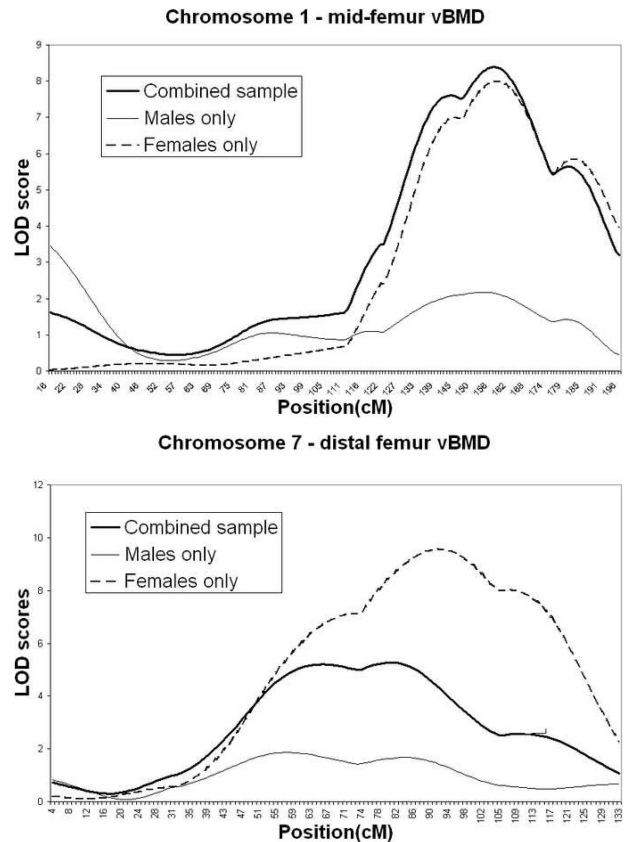 Chromosome 1 - mid-femur vBMD
9
8
7
6
5
4
3
2
1
0
LOD score
Combined sample
Males only
Females only
16 22 28 34 40 46 52 57 63 69 75 81 87 93 99 105 111 116 122 127 133 139 150 156 162 168 174 185 191
Position(cM)
Chromosome 7 - distal femur vBMD
12
10
8
6
4
2
0
LOD scores
Combined sample
Males only
Females only
4 8 12 16 20 24 28 31 35 39 43 47 51 55 59 63 67 71 74 78 82 86 90 94 98 102 105 109 113 117 121 125 129 133
Position(cM)